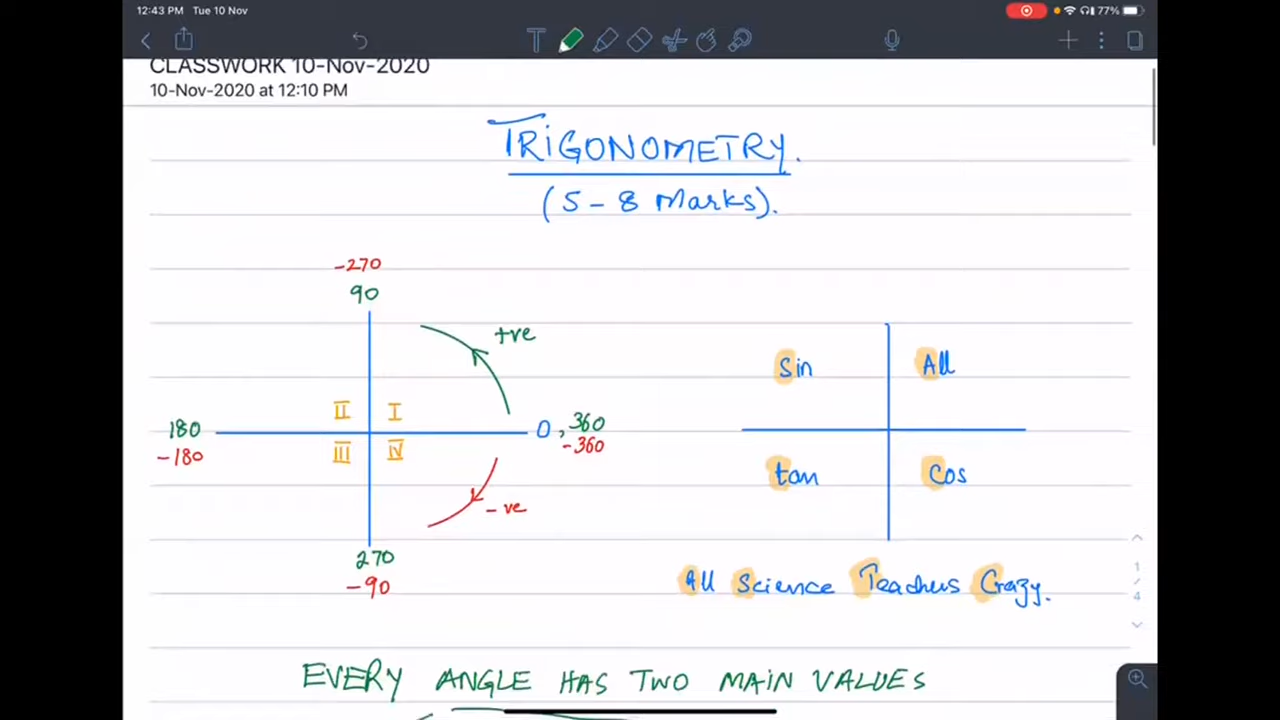 12:43 PM Tue 10 Nov
77%
CLASSWORK 10-Nov-2020
10-Nov-2020 at 12:10 PM
TRIGONOMETRY.
(5 - 8 Marks).
-270
90
+ve
Sin All
II I
180 0, 360
-180 -360
III IV
tan Cos
- ve
270
-90
All Science Teachers Crazy.
1
/
4
EVERY ANGLE HAS TWO MAIN VALUES